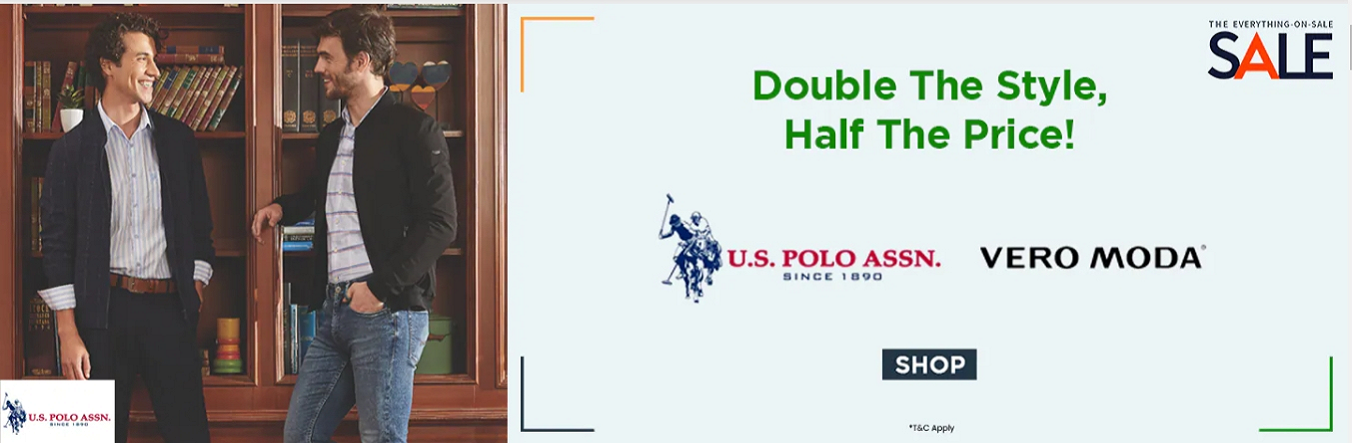 THE EVERYTHING-ON-SALE
SALE
Double The Style,
Half The Price!
U.S. POLO ASSN.
SINCE 1890
VERO MODA®
SHOP
*T&C Apply
U.S. POLO ASSN.
SINCE 1890